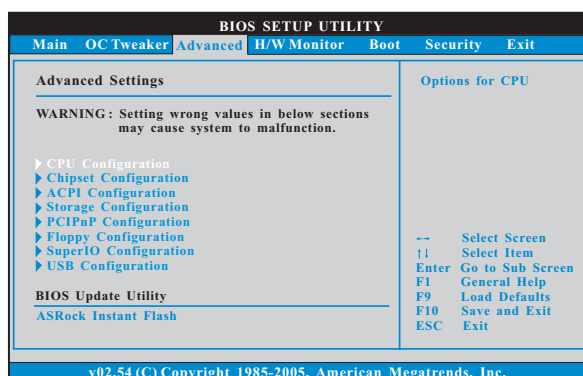 BIOS SETUP UTILITY
Main OC Tweaker Advanced H/W Monitor Boot Security Exit
Advanced Settings
WARNING : Setting wrong values in below sections
may cause system to malfunction.
CPU Configuration
Chipset Configuration
ACPI Configuration
Storage Configuration
PCIPnP Configuration
Floppy Configuration
SuperIO Configuration
USB Configuration
BIOS Update Utility
ASRock Instant Flash
Options for CPU
←→ Select Screen
↑↓ Select Item
Enter Go to Sub Screen
F1 General Help
F9 Load Defaults
F10 Save and Exit
ESC Exit
v02.54 (C) Copyright 1985-2005, American Megatrends, Inc.